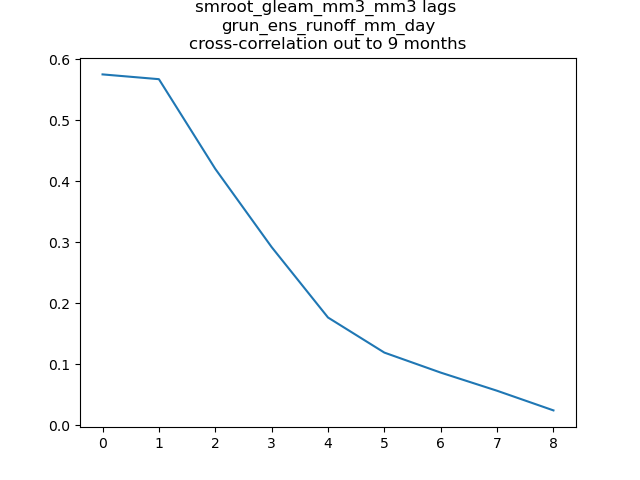 smroot_gleam_mm3_mm3 lags
grun_ens_runoff_mm_day
cross-correlation out to 9 months
0.6
0.5
0.4
0.3
0.2
0.1
0.0
0 1 2 3 4 5 6 7 8